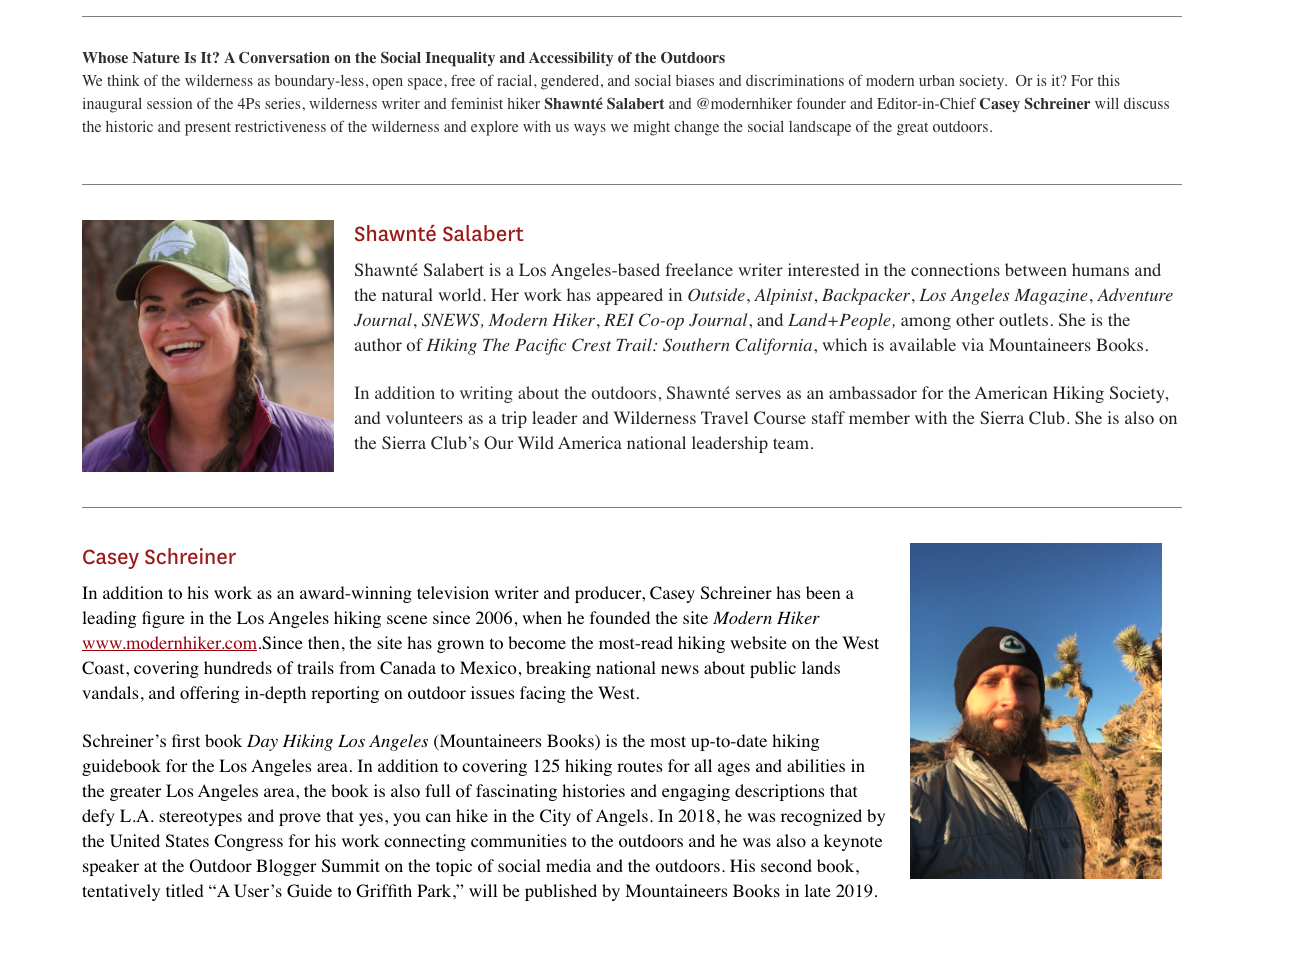 Whose Nature Is It? A Conversation on the Social Inequality and Accessibility of the Outdoors
We think of the wilderness as boundary-less, open space, free of racial, gendered, and social biases and discriminations of modern urban society.  Or is it? For this
inaugural session of the 4Ps series, wilderness writer and feminist hiker Shawnté Salabert and @modernhiker founder and Editor-in-Chief Casey Schreiner will discuss
the historic and present restrictiveness of the wilderness and explore with us ways we might change the social landscape of the great outdoors.
Shawnté Salabert
Shawnté Salabert is a Los Angeles-based freelance writer interested in the connections between humans and
the natural world. Her work has appeared in Outside, Alpinist, Backpacker, Los Angeles Magazine, Adventure
Journal, SNEWS, Modern Hiker, REI Co-op Journal, and Land+People, among other outlets. She is the
author of Hiking The Pacific Crest Trail: Southern California, which is available via Mountaineers Books.
In addition to writing about the outdoors, Shawnté serves as an ambassador for the American Hiking Society,
and volunteers as a trip leader and Wilderness Travel Course staff member with the Sierra Club. She is also on
the Sierra Club’s Our Wild America national leadership team.
Casey Schreiner
In addition to his work as an award-winning television writer and producer, Casey Schreiner has been a
leading figure in the Los Angeles hiking scene since 2006, when he founded the site Modern Hiker
www.modernhiker.com.Since then, the site has grown to become the most-read hiking website on the West
Coast, covering hundreds of trails from Canada to Mexico, breaking national news about public lands
vandals, and offering in-depth reporting on outdoor issues facing the West.
Schreiner’s first book Day Hiking Los Angeles (Mountaineers Books) is the most up-to-date hiking
guidebook for the Los Angeles area. In addition to covering 125 hiking routes for all ages and abilities in
the greater Los Angeles area, the book is also full of fascinating histories and engaging descriptions that
defy L.A. stereotypes and prove that yes, you can hike in the City of Angels. In 2018, he was recognized by
the United States Congress for his work connecting communities to the outdoors and he was also a keynote
speaker at the Outdoor Blogger Summit on the topic of social media and the outdoors. His second book,
tentatively titled “A User’s Guide to Griffith Park,” will be published by Mountaineers Books in late 2019.